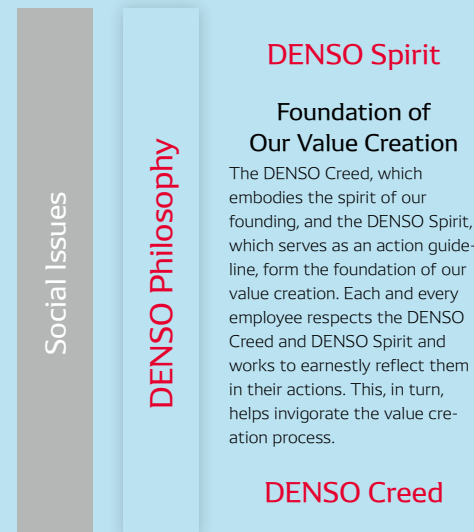 Social Issues
DENSO Philosophy
DENSO Spirit
Foundation of
Our Value Creation
The DENSO Creed, which
embodies the spirit of our
founding, and the DENSO Spirit,
which serves as an action guide-
line, form the foundation of our
value creation. Each and every
employee respects the DENSO
Creed and DENSO Spirit and
works to earnestly reflect them
in their actions. This, in turn,
helps invigorate the value cre-
ation process.
DENSO Creed